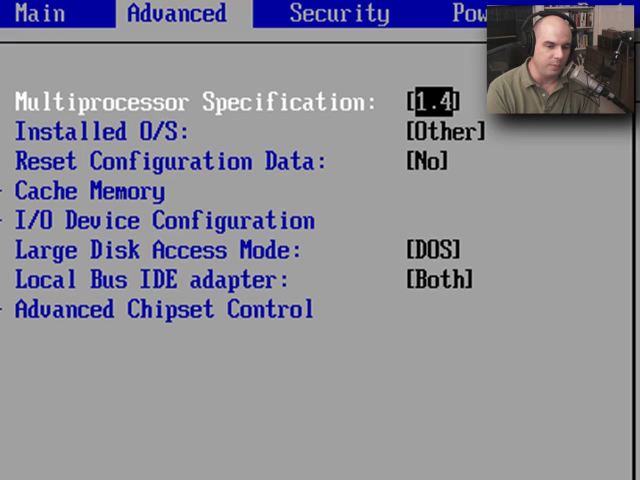 Main Advanced Security
Multiprocessor Specification: [1.4]
Installed O/S: [Other]
Reset Configuration Data: [No]
Cache Memory
I/O Device Configuration
Large Disk Access Mode: [DOS]
Local Bus IDE adapter: [Both]
Advanced Chipset Control